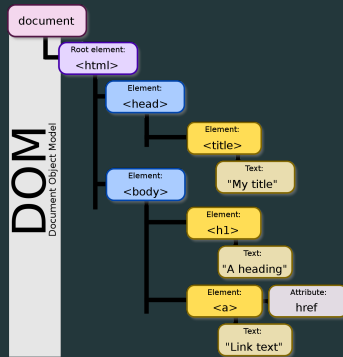 document
Root element:
<html>
Element:
<head>
Element:
<title>
Text:
"My title"
Element:
<body>
Element:
<h1>
Text:
"A heading"
Element:
<a>
Attribute:
href
Text:
"Link text"
DOM
Document Object Model